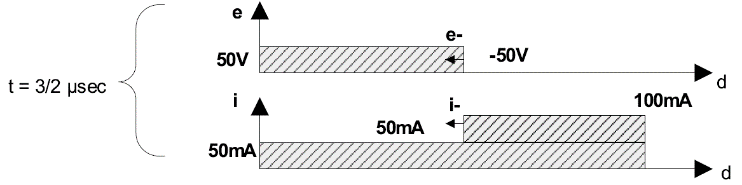 e
e-
50V
-50V
d
t = 3/2 μsec
i
i-
100mA
50mA
50mA
d